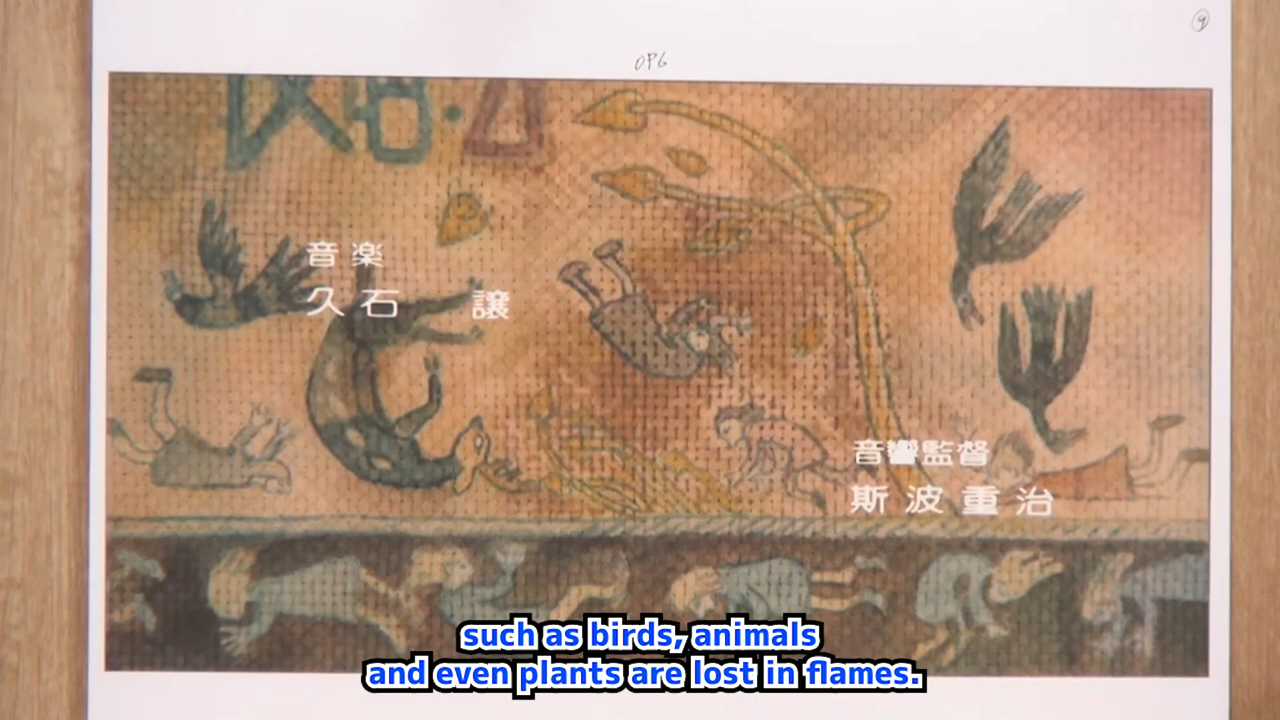 9
OP6
音楽
久石 譲
音響監督
斯波重治
such as birds, animals
and even plants are lost in flames.